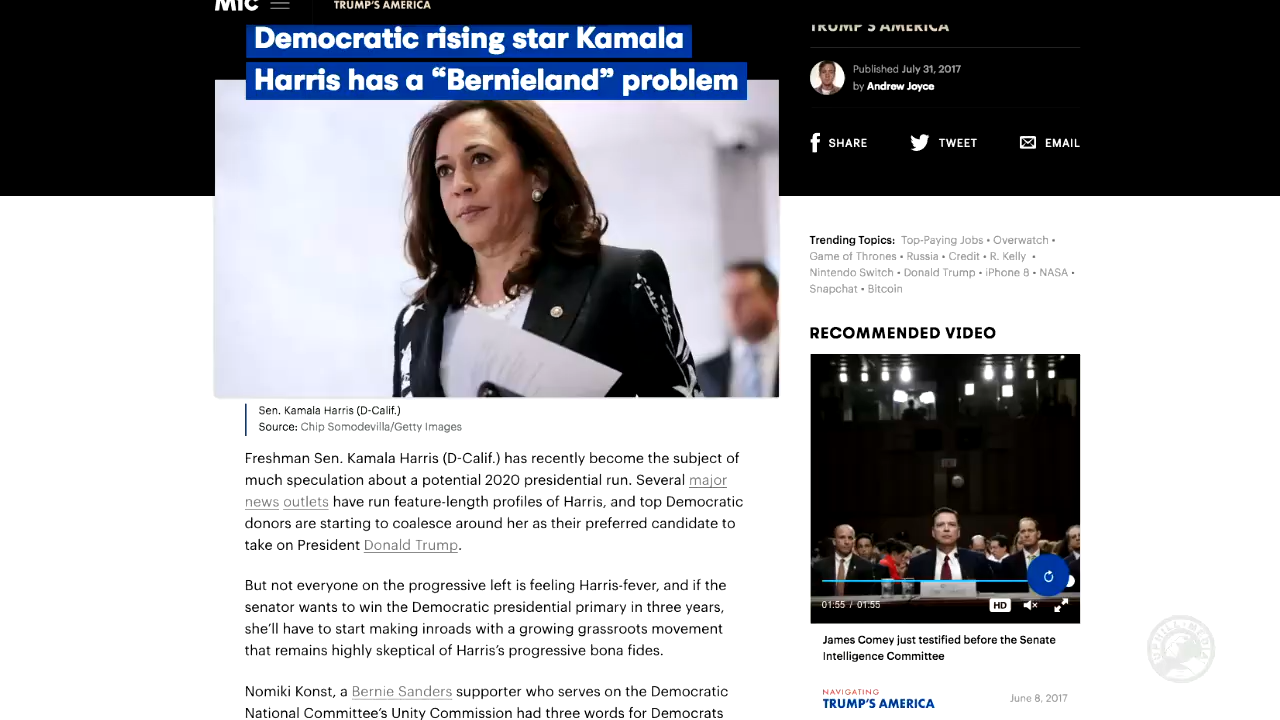 Mic
TRUMP'S AMERICA
Democratic rising star Kamala
Harris has a “Bernieland” problem
TRUMP'S AMERICA
Published July 31, 2017
by Andrew Joyce
SHARE
TWEET
EMAIL
Trending Topics: Top-Paying Jobs • Overwatch •
Game of Thrones • Russia • Credit • R. Kelly •
Nintendo Switch • Donald Trump • iPhone 8 • NASA •
Snapchat • Bitcoin
RECOMMENDED VIDEO
01:55 / 01:55
HD
James Comey just testified before the Senate
Intelligence Committee
NAVIGATING
TRUMP'S AMERICA
June 8, 2017
Sen. Kamala Harris (D-Calif.)
Source: Chip Somodevilla/Getty Images
Freshman Sen. Kamala Harris (D-Calif.) has recently become the subject of
much speculation about a potential 2020 presidential run. Several major
news outlets have run feature-length profiles of Harris, and top Democratic
donors are starting to coalesce around her as their preferred candidate to
take on President Donald Trump.
But not everyone on the progressive left is feeling Harris-fever, and if the
senator wants to win the Democratic presidential primary in three years,
she’ll have to start making inroads with a growing grassroots movement
that remains highly skeptical of Harris’s progressive bona fides.
Nomiki Konst, a Bernie Sanders supporter who serves on the Democratic
National Committee’s Unity Commission had three words for Democrats
UPHILL MEDIA